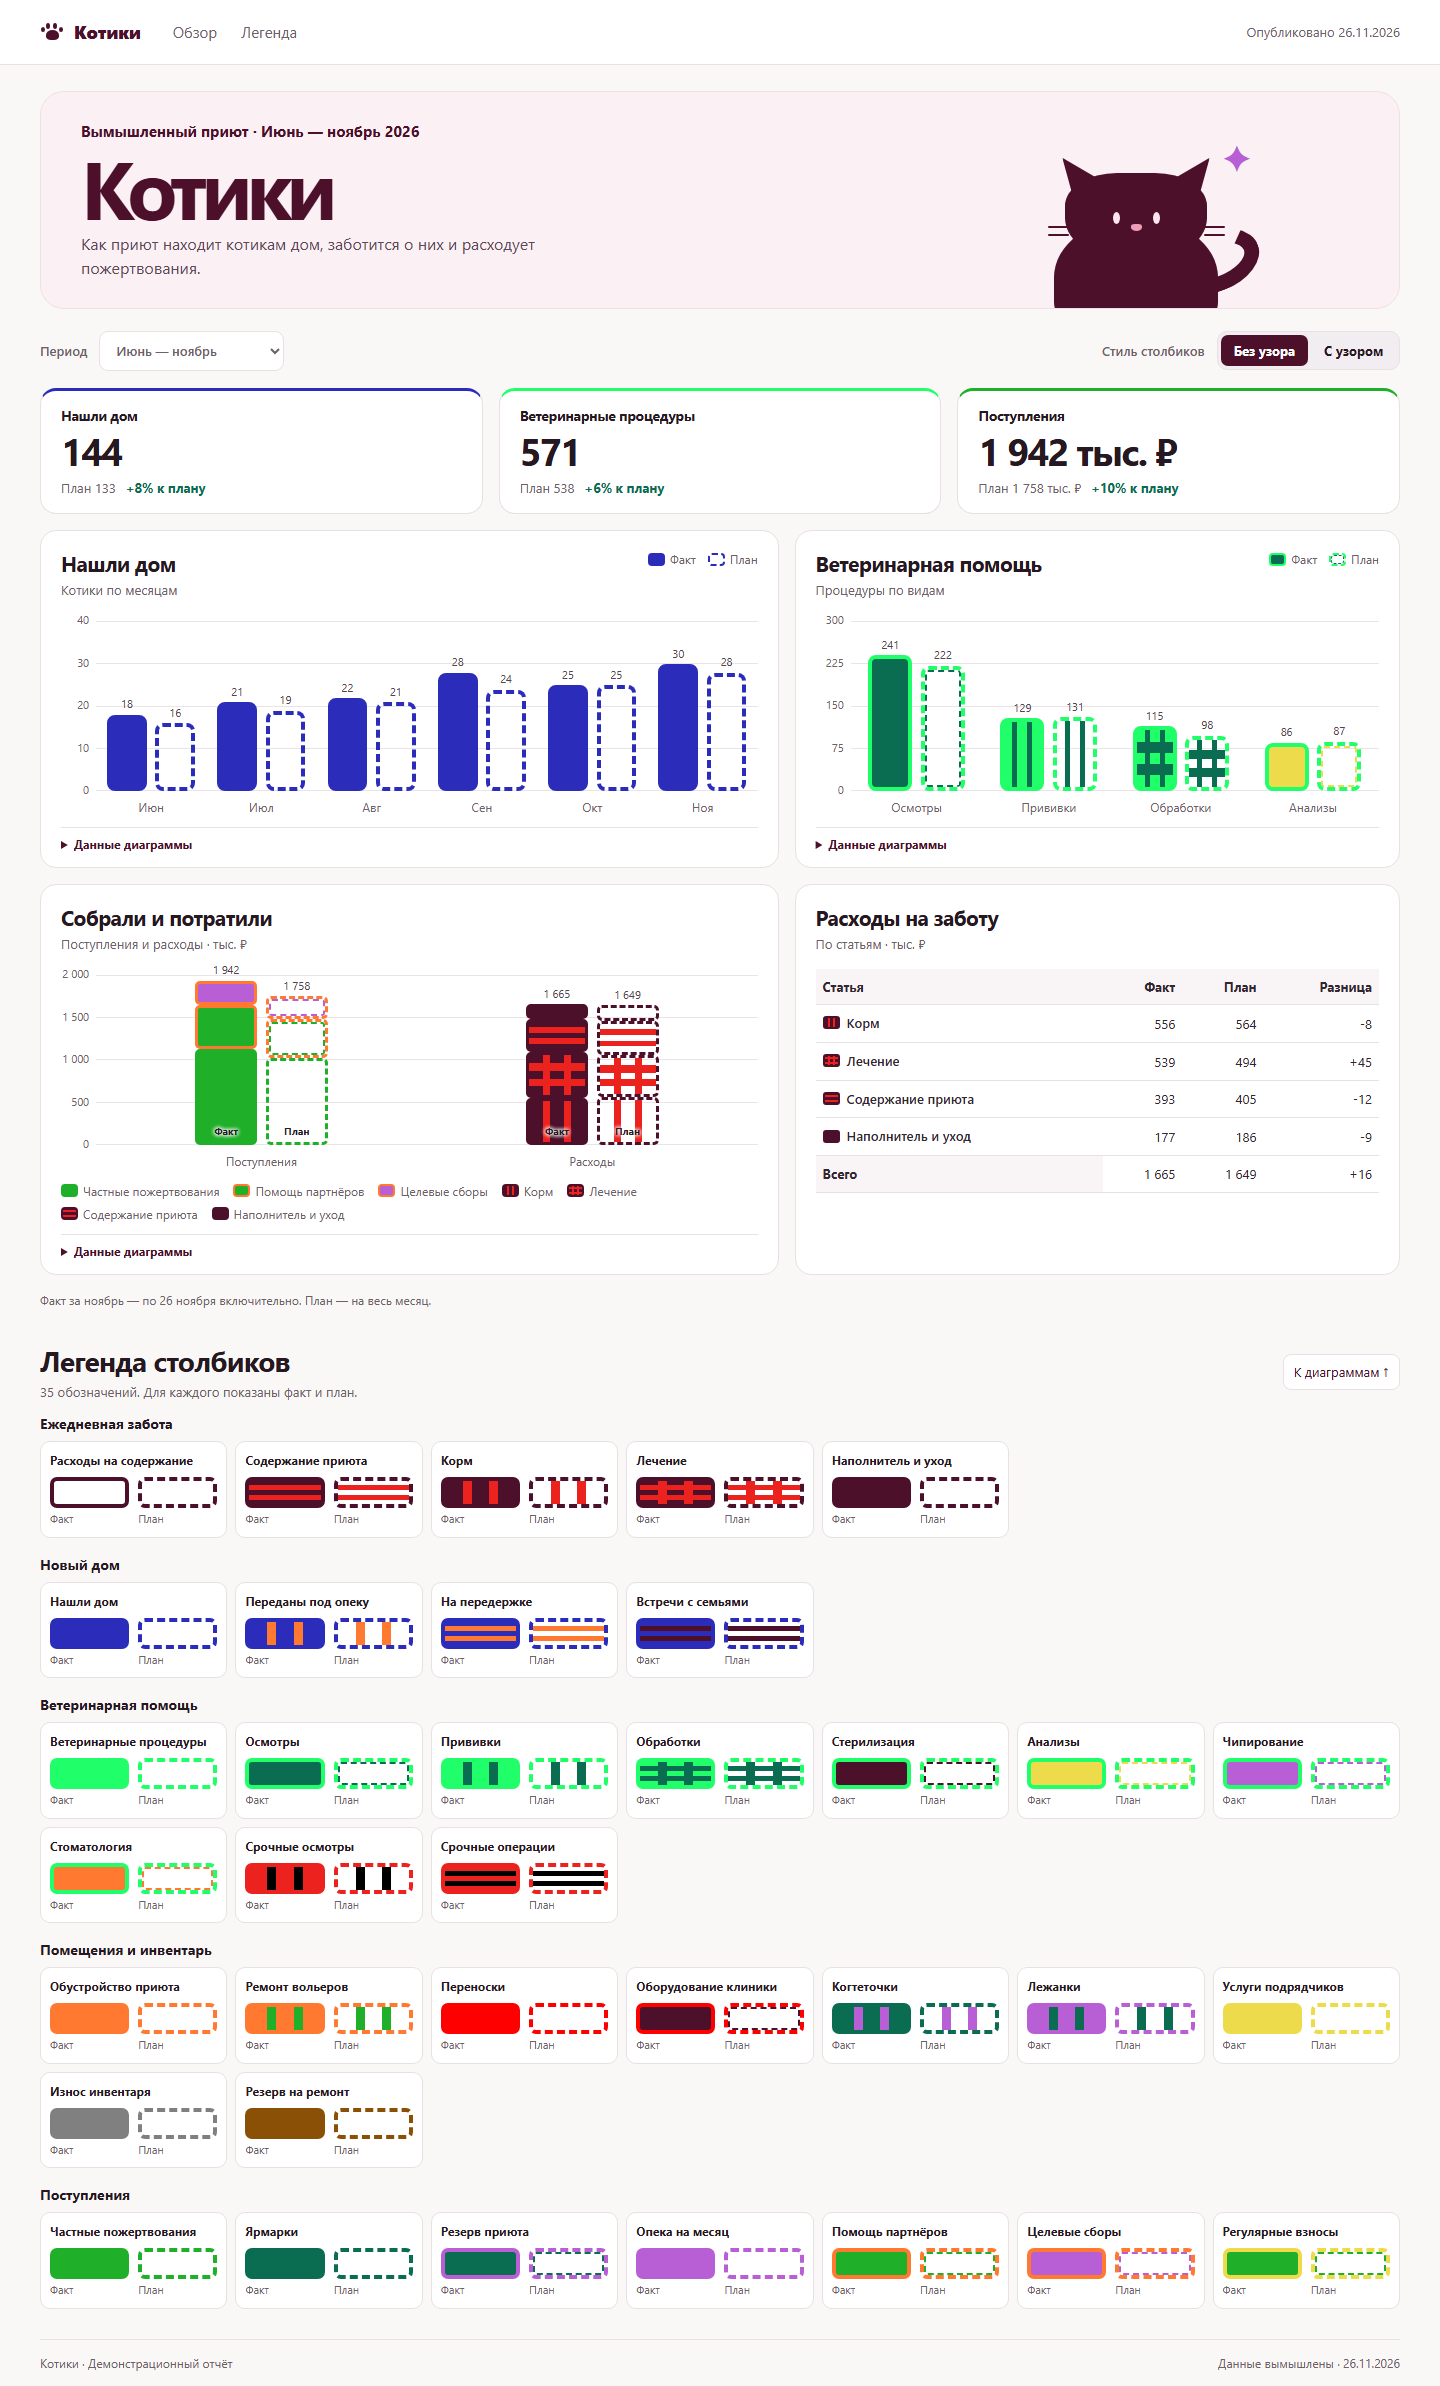 Котики Обзор Легенда Опубликовано 26.11.2026
Вымышленный приют · Июнь — ноябрь 2026
Котики
Как приют находит котикам дом, заботится о них и расходует
пожертвования.
Период Июнь — ноябрь Стиль столбиков Без узора С узором
Нашли дом
144
План 133 +8% к плану
Ветеринарные процедуры
571
План 538 +6% к плану
Поступления
1 942 тыс. ₽
План 1 758 тыс. ₽ +10% к плану
Нашли дом
Факт План
Котики по месяцам
40
30
20
10
0
18 16 21 19 22 21 28 24 25 25 30 28
Июн Июл Авг Сен Окт Ноя
Данные диаграммы
Ветеринарная помощь
Факт План
Процедуры по видам
300
225
150
75
0
241 222 129 131 115 98 86 87
Осмотры Прививки Обработки Анализы
Данные диаграммы
Собрали и потратили
Поступления и расходы · тыс. ₽
2 000
1 500
1 000
500
0
1 942 1 758 1 665 1 649
Факт План Факт План
Поступления Расходы
Частные пожертвования Помощь партнёров Целевые сборы Корм Лечение
Содержание приюта Наполнитель и уход
Данные диаграммы
Расходы на заботу
По статьям · тыс. ₽
Статья Факт План Разница
Корм 556 564 -8
Лечение 539 494 +45
Содержание приюта 393 405 -12
Наполнитель и уход 177 186 -9
Всего 1 665 1 649 +16
Факт за ноябрь — по 26 ноября включительно. План — на весь месяц.
Легенда столбиков
К диаграммам ↑
35 обозначений. Для каждого показаны факт и план.
Ежедневная забота
Расходы на содержание Содержание приюта Корм Лечение Наполнитель и уход
Факт План Факт План Факт План Факт План Факт План
Новый дом
Нашли дом Переданы под опеку На передержке Встречи с семьями
Факт План Факт План Факт План Факт План
Ветеринарная помощь
Ветеринарные процедуры Осмотры Прививки Обработки Стерилизация Анализы Чипирование
Факт План Факт План Факт План Факт План Факт План Факт План Факт План
Стоматология Срочные осмотры Срочные операции
Факт План Факт План Факт План
Помещения и инвентарь
Обустройство приюта Ремонт вольеров Переноски Оборудование клиники Когтеточки Лежанки Услуги подрядчиков
Факт План Факт План Факт План Факт План Факт План Факт План Факт План
Износ инвентаря Резерв на ремонт
Факт План Факт План
Поступления
Частные пожертвования Ярмарки Резерв приюта Опека на месяц Помощь партнёров Целевые сборы Регулярные взносы
Факт План Факт План Факт План Факт План Факт План Факт План Факт План
Котики · Демонстрационный отчёт Данные вымышлены · 26.11.2026